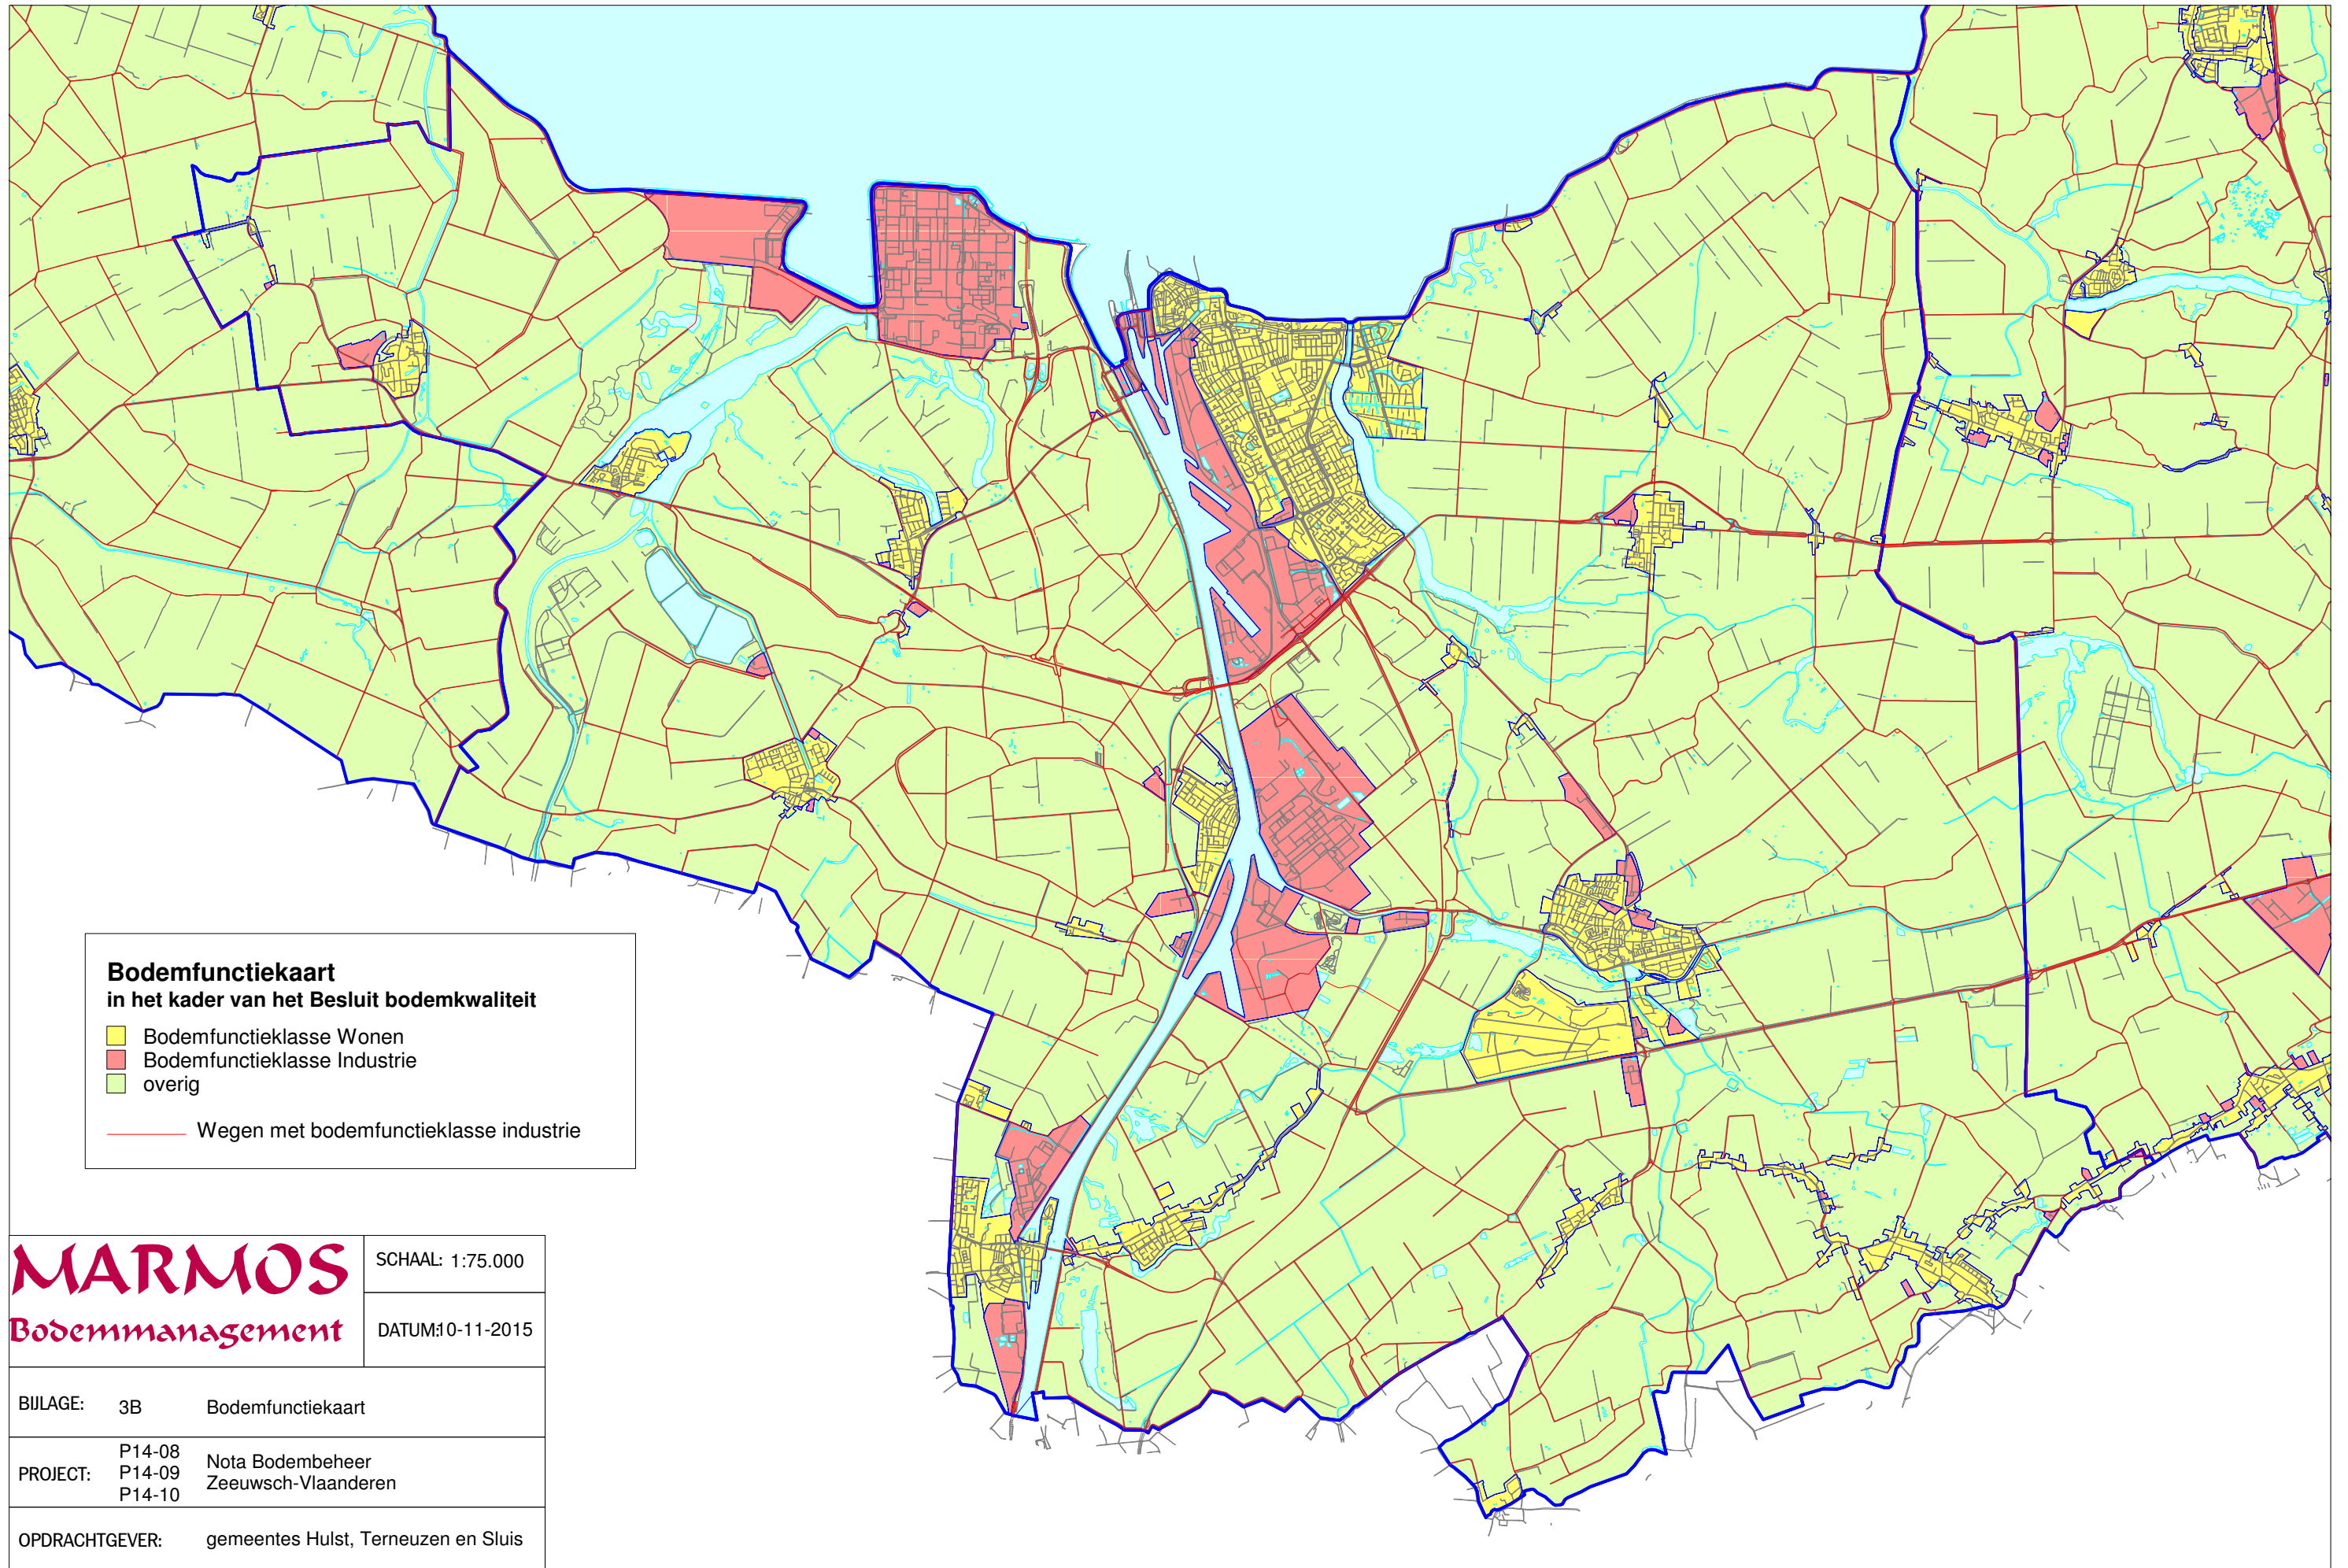 Bodemfunctiekaart
in het kader van het Besluit bodemkwaliteit
Bodemfunctieklasse Wonen
Bodemfunctieklasse Industrie
overig
Wegen met bodemfunctieklasse industrie
MARMOS
Bodemmanagement
SCHAAL: 1:75.000
DATUM:10-11-2015
BIJLAGE: 3B Bodemfunctiekaart
PROJECT: P14-08
P14-09
P14-10
Nota Bodembeheer
Zeeuwsch-Vlaanderen
OPDRACHTGEVER: gemeentes Hulst, Terneuzen en Sluis